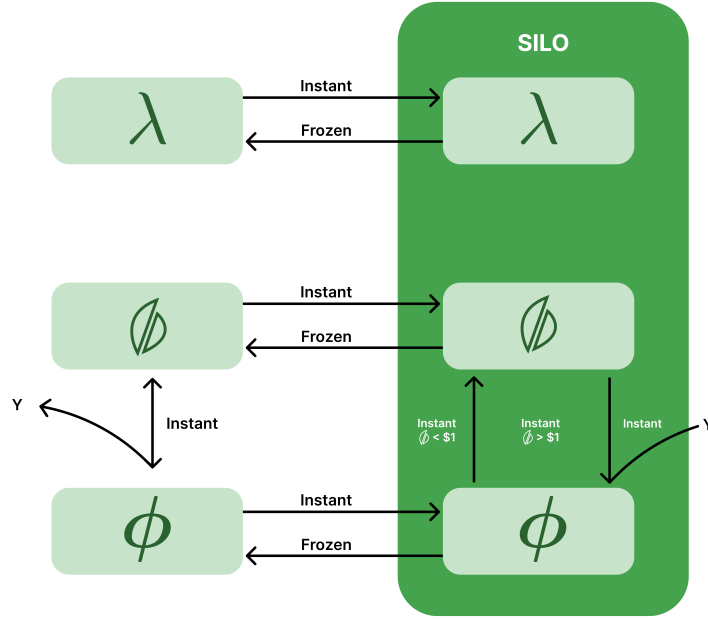 SILO
Instant
λ
λ
Frozen
Instant
Frozen
Y
Instant
Instant
< $1
Instant
> $1
Instant
Y
Instant
ϕ
ϕ
Frozen